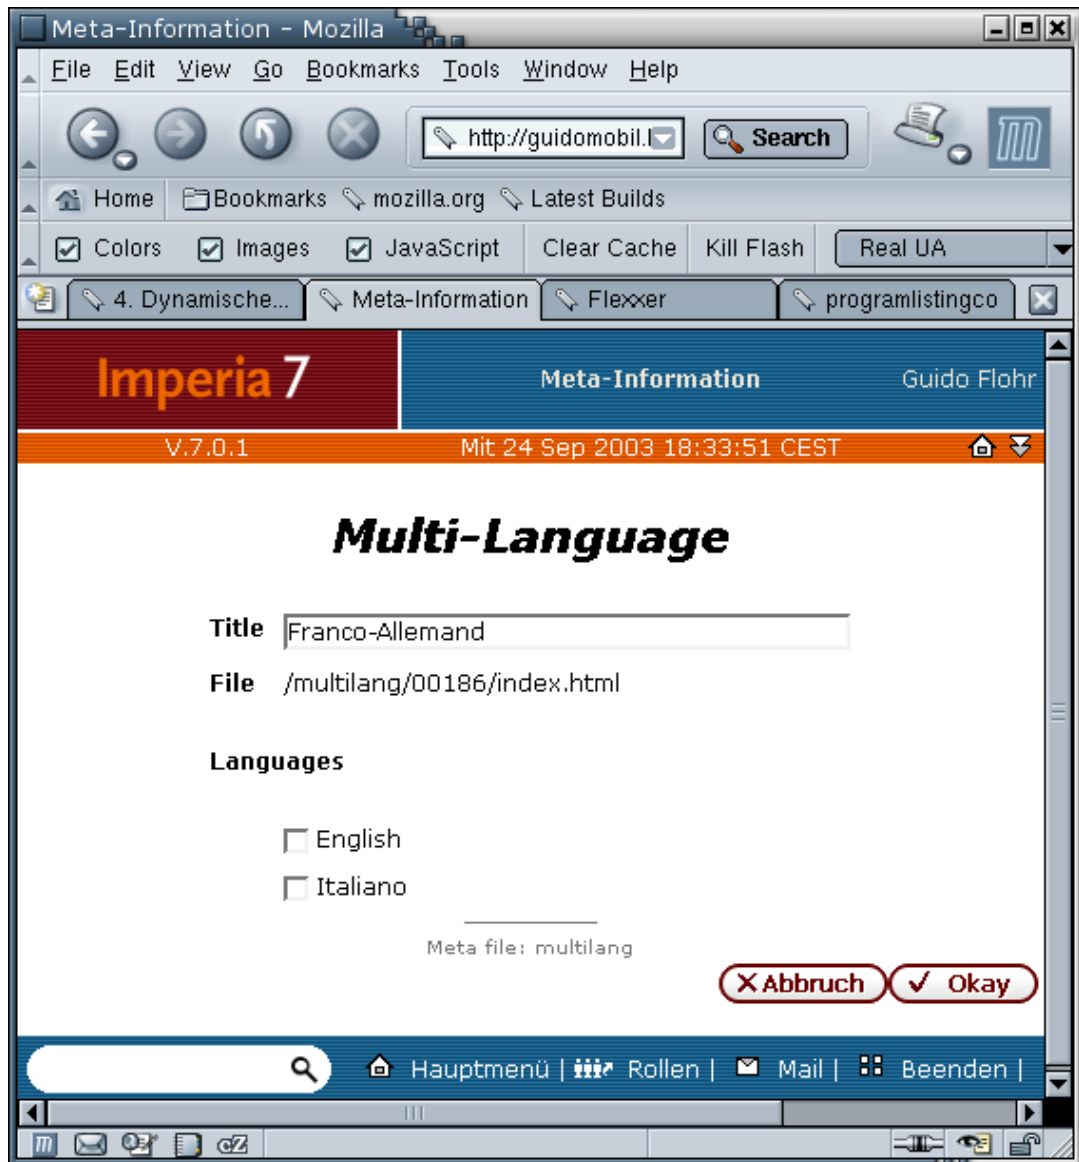 Meta-Information - Mozilla
File Edit View Go Bookmarks Tools Window Help
http://guidomobil. Search
Home Bookmarks mozilla.org Latest Builds
Colors Images JavaScript Clear Cache Kill Flash Real UA
4. Dynamische... Meta-Information Flexxer programlistingco
Imperia 7 Meta-Information Guido Flohr
V.7.0.1 Mit 24 Sep 2003 18:33:51 CEST
Multi-Language
Title Franco-Allemand
File /multilang/00186/index.html
Languages
English
Italiano
Meta file: multilang
Abbruch Okay
Hauptmenü | Rollen | Mail | Beenden |